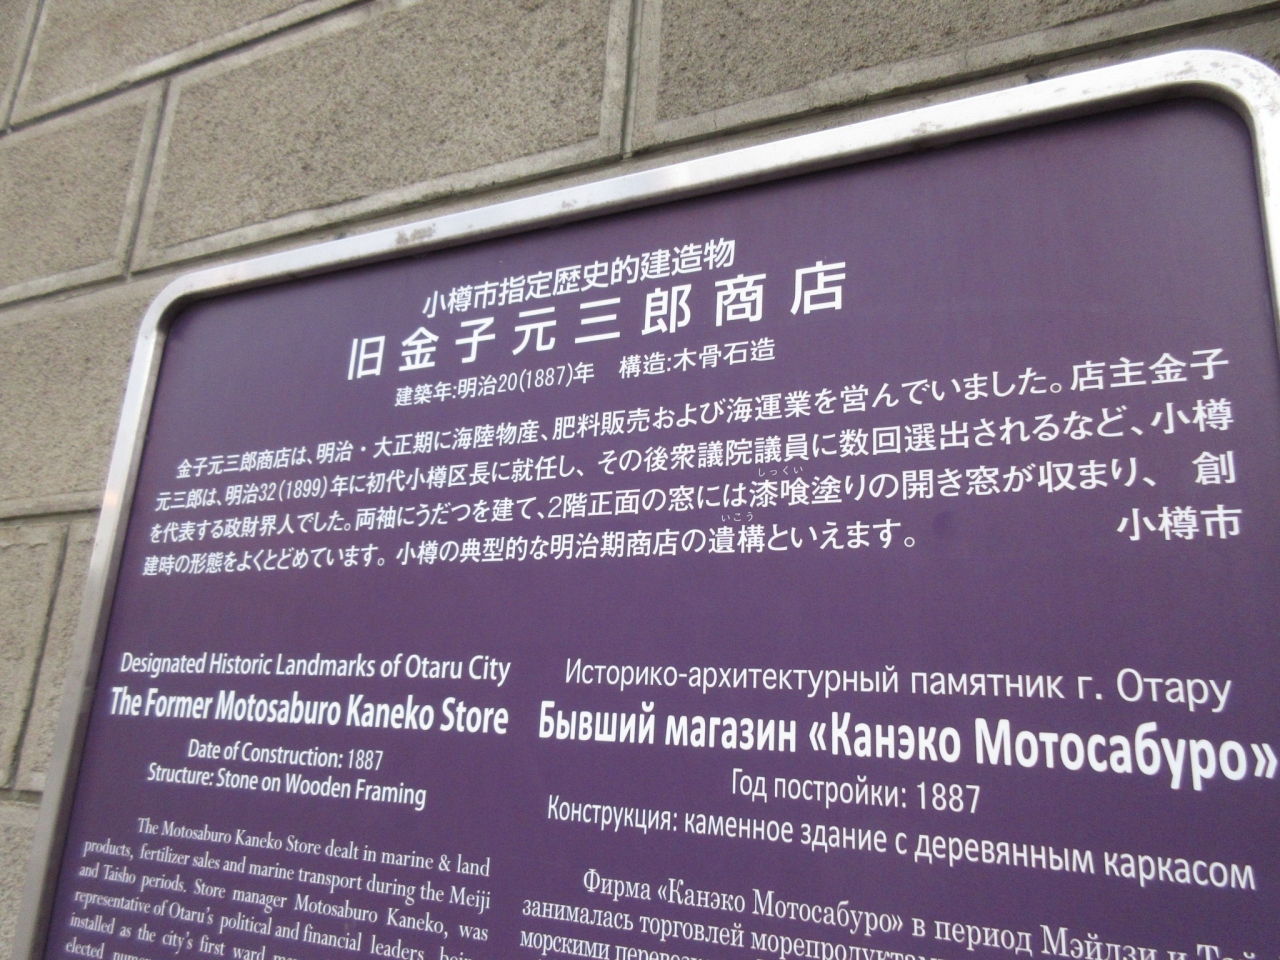 小樽市指定歴史的建造物
旧金子元三郎商店
建築年:明治20(1887)年 構造:木骨石造
金子元三郎商店は、明治・大正期に海陸物産、肥料販売および海運業を営んでいました。店主金子
元三郎は、明治32(1899)年に初代小樽区長に就任し、その後衆議院議員に数回選出されるなど、小樽
を代表する政財界人でした。両袖にうだつを建て、2階正面の窓には漆喰塗りの開き窓が収まり、創
しっくい
建時の形態をよくとどめています。小樽の典型的な明治期商店の遺構といえます。
いこう
小樽市
Designated Historic Landmarks of Otaru City
The Former Motosaburo Kaneko Store
Date of Construction: 1887
Structure: Stone on Wooden Framing
The Motosaburo Kaneko Store dealt in marine & land
products, fertilizer sales and marine transport during the Meiji
and Taisho periods. Store manager Motosaburo Kaneko, was
representative of Otaru's political and financial leaders,
installed as the city's first ward
elected
Историко-архитектурный памятник г. Отару
Бывший магазин «Канэко Мотосабуро»
Год постройки: 1887
Конструкция: каменное здание с деревянным каркасом
Фирма «Канэко Мотосабуро» в период Мэйдзи и
занималась торговлей морепродуктами
морскими